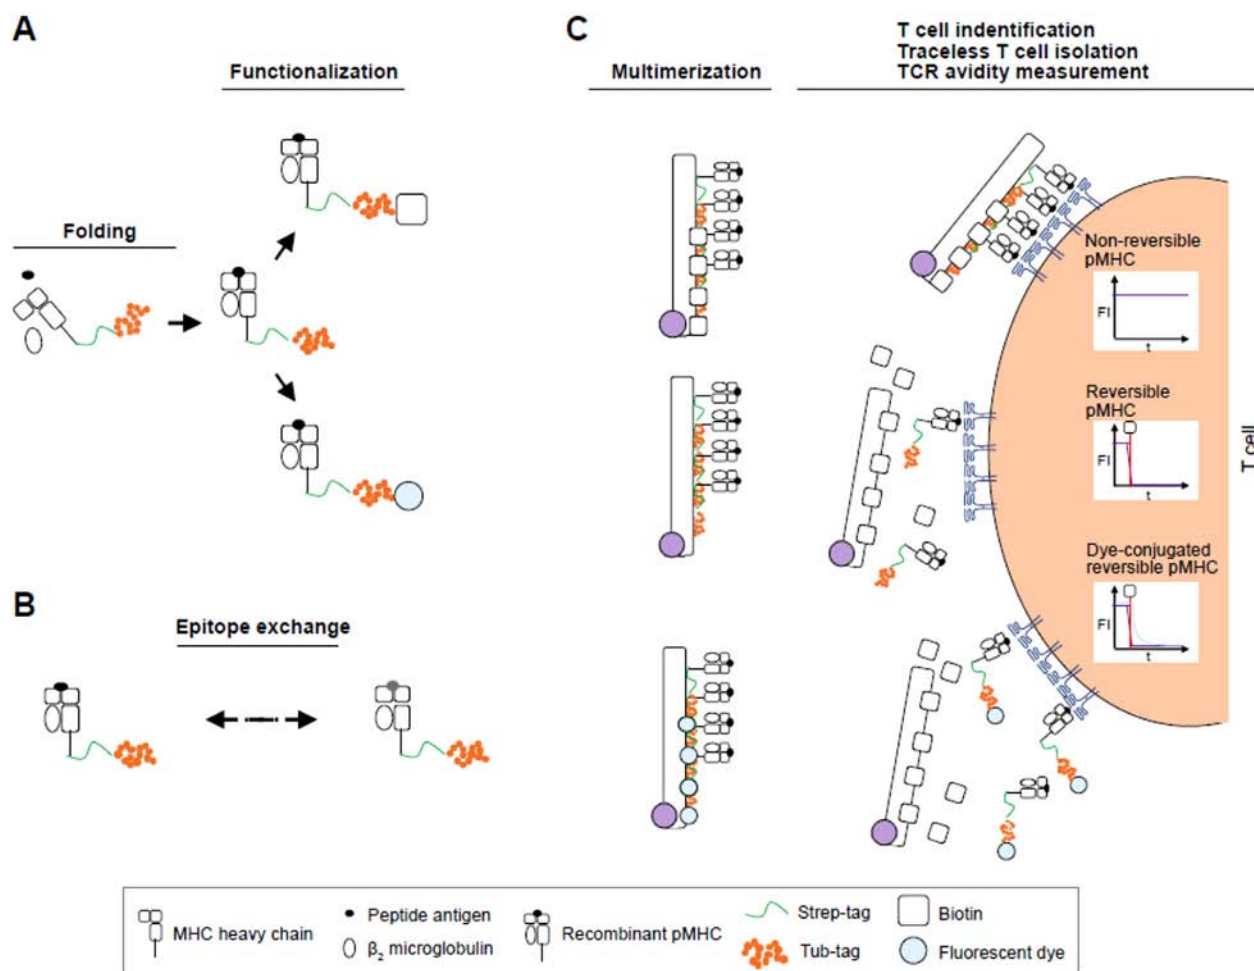 A
Functionalization
Folding
B
Epitope exchange
C
Multimerization
T cell indentification
Traceless T cell isolation
TCR avidity measurement
Non-reversible
pMHC
FI
t
Reversible
pMHC
FI
t
Dye-conjugated
reversible pMHC
FI
t
T cell
MHC heavy chain
Peptide antigen
β₂ microglobulin
Recombinant pMHC
Strep-tag
Tub-tag
Biotin
Fluorescent dye